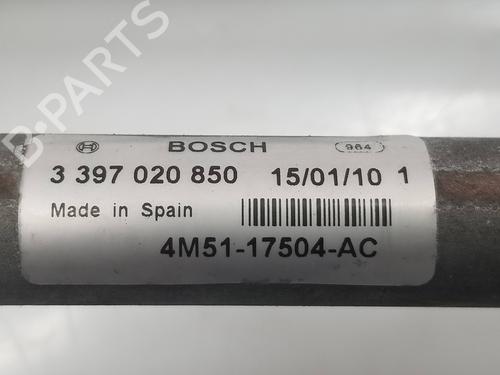 B-PARTS
BOSCH 964
3 397 020 850 15/01/10 1
Made in Spain
4M51-17504-AC